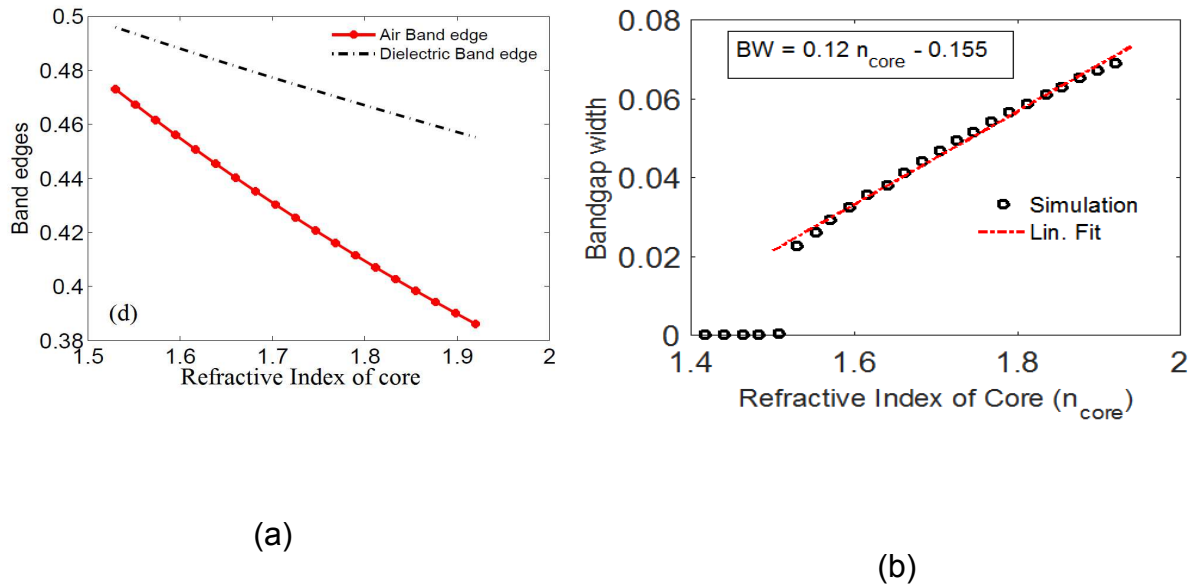 0.5
0.48
0.46
0.44
0.42
0.4
0.38
Band edges
Air Band edge
Dielectric Band edge
(d)
1.5 1.6 1.7 1.8 1.9 2
Refractive Index of core
(a)
0.08
0.06
0.04
0.02
0
Bandgap width
BW = 0.12 n_core - 0.155
Simulation
Lin. Fit
1.4 1.6 1.8 2
Refractive Index of Core (n_core)
(b)